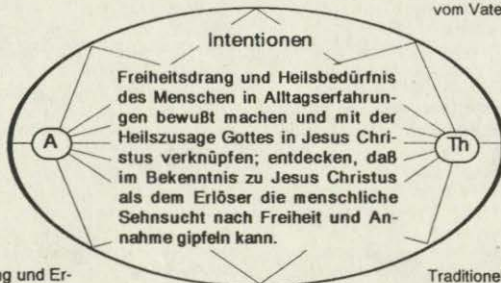 vom Vate
Intentionen
Freiheitsdrang und Heilsbedürfnis
des Menschen in Alltagserfahrun-
gen bewußt machen und mit der
Heilszusage Gottes in Jesus Chri-
stus verknüpfen; entdecken, daß
im Bekenntnis zu Jesus Christus
als dem Erlöser die menschliche
Sehnsucht nach Freiheit und An-
nahme gipfeln kann.
A
Th
ng und Er-
Traditione